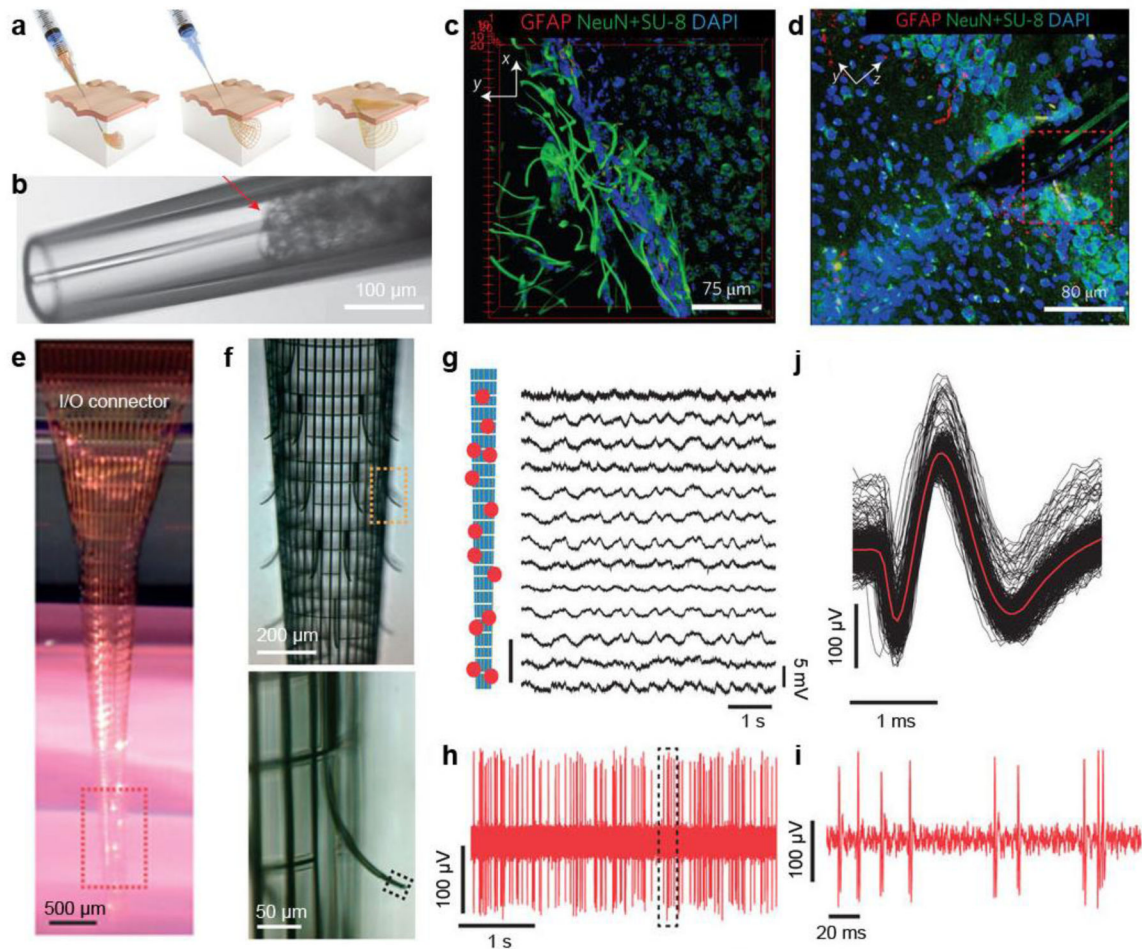 a
c
GFAP NeuN+SU-8 DAPI
d
GFAP NeuN+SU-8 DAPI
x
y
y
z
b
100 μm
75 μm
80 μm
e
I/O connector
500 μm
f
200 μm
50 μm
g
5 mV
1 s
j
100 μV
1 ms
h
100 μV
1 s
i
100 μV
20 ms